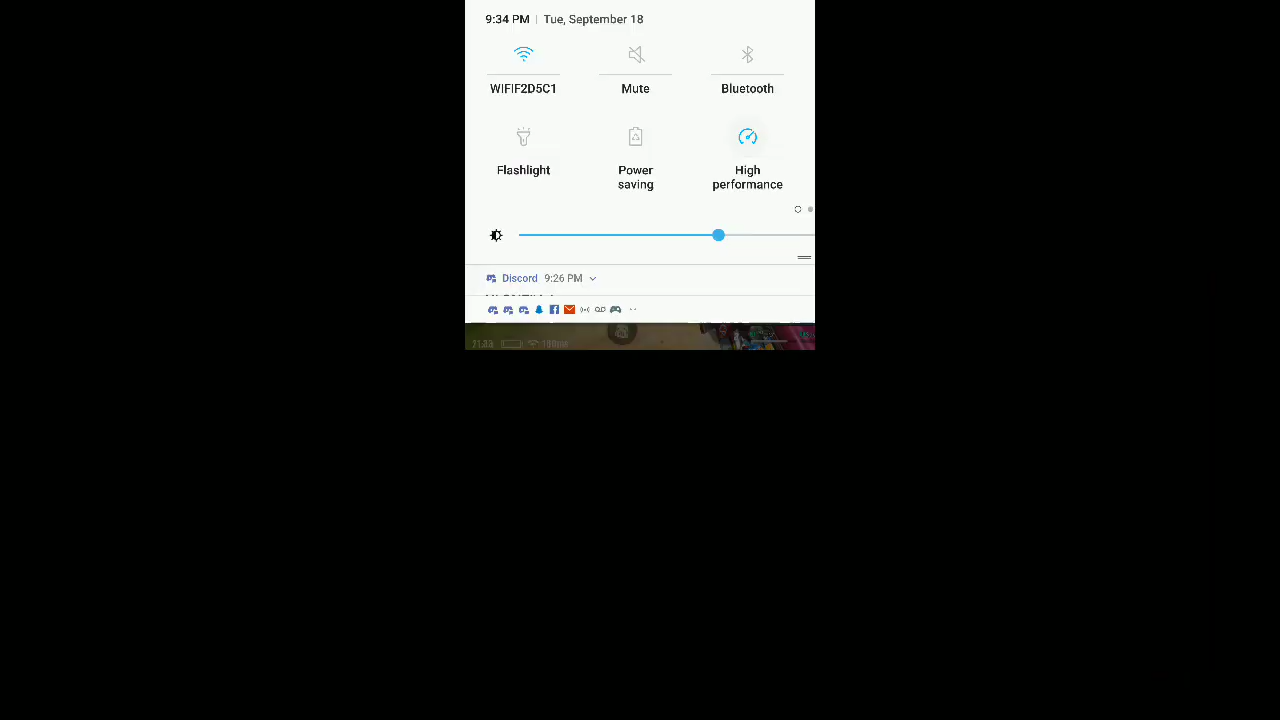 9:34 PM | Tue, September 18
WIFIF2D5C1 Mute Bluetooth
Flashlight Power saving High performance
Discord 9:26 PM